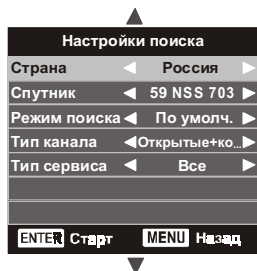 Настройки поиска
Страна Россия
Спутник 59 NSS 703
Режим поиска По умолч.
Тип канала Открытые+ко...
Тип сервиса Все
ENTER Старт MENU Назад